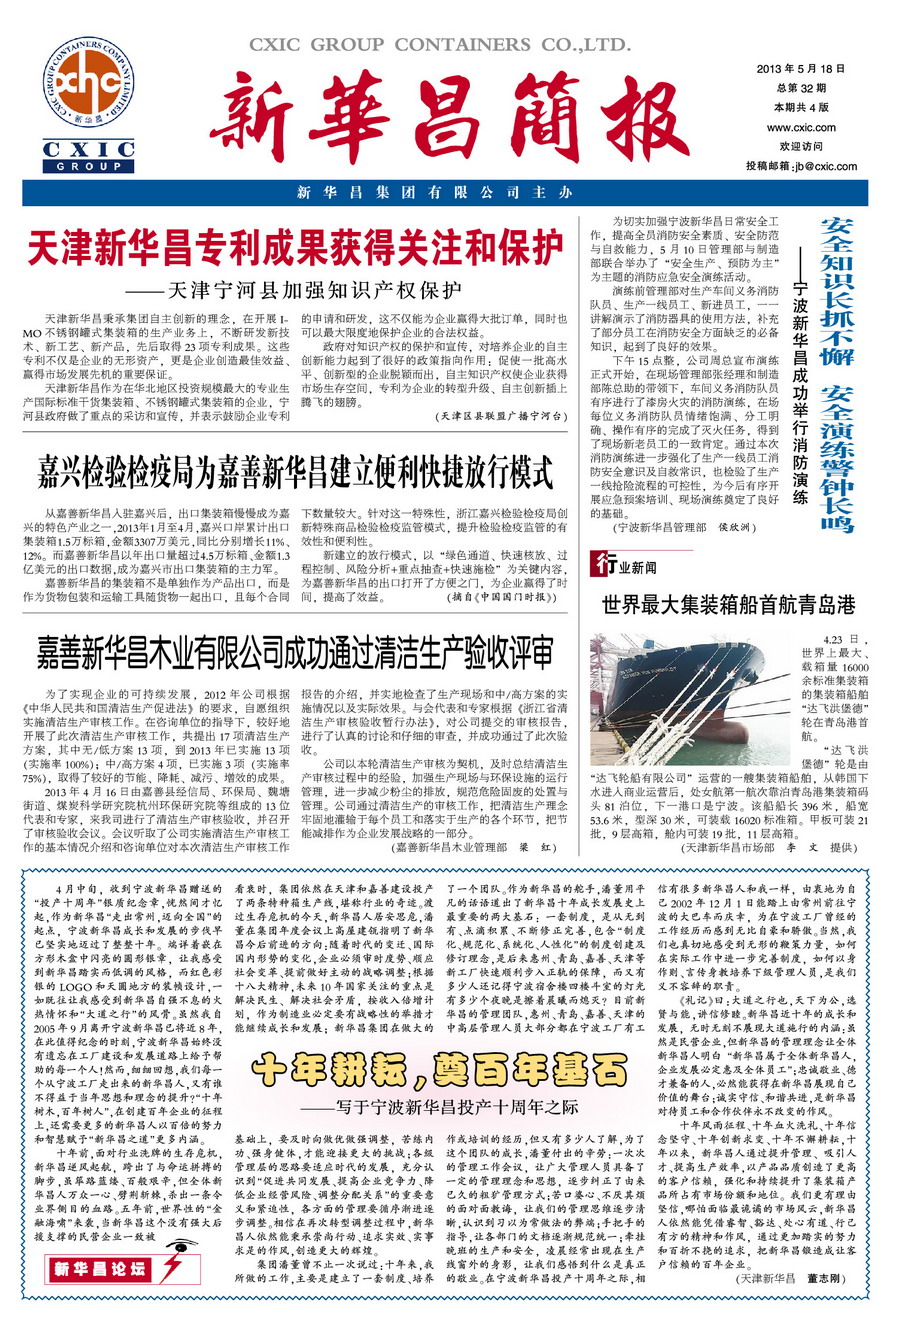 CXIC GROUP CONTAINERS CO.,LTD.
CXIC GROUP CONTAINERS COMPANY LIMITED
xhc
新华昌
CXIC
GROUP
新華昌簡报
2013 年 5 月 18 日
总第 32 期
本期共 4 版
www.cxic.com
欢迎访问
投稿邮箱:jb@cxic.com
新华昌集团有限公司主办
天津新华昌专利成果获得关注和保护
——天津宁河县加强知识产权保护
天津新华昌秉承集团自主创新的理念，在开展 I-
MO 不锈钢罐式集装箱的生产业务上，不断研发新技
术、新工艺、新产品，先后取得 23 项专利成果。这些
专利不仅是企业的无形资产，更是企业创造最佳效益、
赢得市场发展先机的重要保证。
天津新华昌作为在华北地区投资规模最大的专业生
产国际标准干货集装箱、不锈钢罐式集装箱的企业，宁
河县政府做了重点的采访和宣传，并表示鼓励企业专利
的申请和研发，这不仅能为企业赢得大批订单，同时也
可以最大限度地保护企业的合法权益。
政府对知识产权的保护和宣传，对培养企业的自主
创新能力起到了很好的政策指向作用；促使一批高水
平、创新型的企业脱颖而出，自主知识产权使企业获得
市场生存空间，专利为企业的转型升级、自主创新插上
腾飞的翅膀。
(天津区县联盟广播宁河台)
嘉兴检验检疫局为嘉善新华昌建立便利快捷放行模式
从嘉善新华昌入驻嘉兴后，出口集装箱慢慢成为嘉
兴的特色产业之一,2013年1月至4月,嘉兴口岸累计出口
集装箱1.5万标箱,金额3307万美元,同比分别增长11%、
12%。而嘉善新华昌以年出口量超过4.5万标箱、金额1.3
亿美元的出口数据,成为嘉兴市出口集装箱的主力军。
嘉善新华昌的集装箱不是单独作为产品出口，而是
作为货物包装和运输工具随货物一起出口，且每个合同
下数量较大。针对这一特殊性，浙江嘉兴检验检疫局创
新特殊商品检验检疫监管模式，提升检验检疫监管的有
效性和便利性。
新建立的放行模式，以“绿色通道、快速核放、过
程控制、风险分析+重点抽查+快速施检”为关键内容，
为嘉善新华昌的出口打开了方便之门，为企业赢得了时
间，提高了效益。
(摘自《中国国门时报》)
嘉善新华昌木业有限公司成功通过清洁生产验收评审
为了实现企业的可持续发展，2012 年公司根据
《中华人民共和国清洁生产促进法》的要求，自愿组织
实施清洁生产审核工作。在咨询单位的指导下，较好地
开展了此次清洁生产审核工作，共提出 17 项清洁生产
方案，其中无/低方案 13 项，到 2013 年已实施 13 项
(实施率 100%)；中/高方案 4 项，已实施 3 项 (实施率
75%)，取得了较好的节能、降耗、减污、增效的成果。
2013 年 4 月 16 日由嘉善县经信局、环保局、魏塘
街道、煤炭科学研究院杭州环保研究院等组成的 13 位
代表和专家，来我司进行了清洁生产审核验收，并召开
了审核验收会议。会议听取了公司实施清洁生产审核工
作的基本情况介绍和咨询单位对本次清洁生产审核工作
报告的介绍，并实地检查了生产现场和中/高方案的实
施情况以及实际效果。与会代表和专家根据《浙江省清
洁生产审核验收暂行办法》，对公司提交的审核报告，
进行了认真的讨论和仔细的审查，并成功通过了此次验
收。
公司以本轮清洁生产审核为契机，及时总结清洁生
产审核过程中的经验，加强生产现场与环保设施的运行
管理，进一步减少粉尘的排放，规范危险固废的处置与
管理。公司通过清洁生产的审核工作，把清洁生产理念
牢固地灌输于每个员工和落实于生产的各个环节，把节
能减排作为企业发展战略的一部分。
(嘉善新华昌木业管理部 梁 红)
为切实加强宁波新华昌日常安全工
作，提高全员消防安全素质、安全防范
与自救能力，5 月 10 日管理部与制造
部联合举办了“安全生产、预防为主”
为主题的消防应急安全演练活动。
演练前管理部对生产车间义务消防
队员、生产一线员工、新进员工，一一
讲解演示了消防器具的使用方法，补充
了部分员工在消防安全方面缺乏的必备
知识，起到了良好的效果。
下午 15 点整，公司周总宣布演练
正式开始，在现场管理部张经理和制造
部陈总助的带领下，车间义务消防队员
有序进行了漆房火灾的消防演练，在场
每位义务消防队员情绪饱满、分工明
确、操作有序的完成了灭火任务，得到
了现场新老员工的一致肯定。通过本次
消防演练进一步强化了生产一线员工消
防安全意识及自救常识，也检验了生产
一线抢险流程的可控性，为今后有序开
展应急预案培训、现场演练奠定了良好
的基础。
(宁波新华昌管理部 侯欣洲)
安全知识长抓不懈 安全演练警钟长鸣
——宁波新华昌成功举行消防演练
行业新闻
世界最大集装箱船首航青岛港
4.23 日，
世界上最大、
载箱量 16000
余标准集装箱
的集装箱船舶
“达飞洪堡德”
轮在青岛港首
航。
“达飞洪
堡德”轮是由
“达飞轮船有限公司”运营的一艘集装箱船舶，从韩国下
水进入商业运营后，处女航第一航次靠泊青岛港集装箱码
头 81 泊位，下一港口是宁波。该船船长 396 米，船宽
53.6 米，型深 30 米，可装载 16020 标准箱。甲板可装 21
批，9 层高箱，舱内可装 19 批，11 层高箱。
(天津新华昌市场部 李 文 提供)
4 月中旬，收到宁波新华昌赠送的
“投产十周年”银质纪念章,恍然间才忆
起,作为新华昌“走出常州,迈向全国”的
起点，宁波新华昌成长和发展的步伐早
已坚实地迈过了整整十年。端详着嵌在
方形木盒中闪亮的圆形银章，让我感受
到新华昌踏实而低调的风格，而红色彩
银的 LOGO 和天圆地方的装帧设计,一
如既往让我感受到新华昌自强不息的火
热情怀和“大道之行”的风骨。虽然我自
2005 年 9 月离开宁波新华昌已将近 8 年,
在此值得纪念的时刻,宁波新华昌始终没
有遗忘在工厂建设和发展道路上给予帮
助的每一个人!然而,细细回想,我们每一
个从宁波工厂走出来的新华昌人,又有谁
不得益于当年思想和理念的提升?“十年
树木,百年树人”,在创建百年企业的征程
上,还需要更多的新华昌人以百倍的努力
和智慧赋予“新华昌之道”更多内涵。
十年前,面对行业洗牌的生存危机,
新华昌逆风起航，跨出了与命运拼搏的
脚步,虽筚路蓝缕、百般艰辛,但全体新
华昌人万众一心、劈荆斩棘,杀出一条令
业界侧目的血路。五年前,世界性的“金
融海啸”来袭,当新华昌这个没有强大后
援支撑的民营企业一致被
看衰时，集团依然在天津和嘉善建设投产
了两条特种箱生产线,堪称行业的奇迹。渡
过生存危机的今天,新华昌人居安思危,潘
董在集团年度会议上高屋建瓴指明了新华
昌今后前进的方向;随着时代的变迁、国际
国内形势的变化,企业必须审时度势、顺应
社会变革、提前做好主动的战略调整;根据
十八大精神,未来 10 年国家关注的重点是
解决民生、解决社会矛盾，按收入倍增计
划，作为制造业必定要有战略性的举措才
能继续成长和发展；新华昌集团在做大的
了一个团队。作为新华昌的舵手,潘董用平
凡的话语道出了新华昌十年成长发展史上
最重要的两大基石：一套制度，是从无到
有、点滴积累、不断修正完善,包含“制度
化、规范化、系统化、人性化”的制度创建及
修订理念,是后来惠州、青岛、嘉善、天津等
新工厂快速顺利步入正轨的保障，而又有
多少人还记得宁波宿舍楼四楼斗室的灯光
有多少个夜晚是擦着晨曦而熄灭？目前新
华昌的管理团队,惠州、青岛、嘉善、天津的
中高层管理人员大部分都在宁波工厂有工
信有很多新华昌人和我一样，由衷地为自
己 2002 年 12 月 1 日能踏上由常州前往宁
波的大巴车而庆幸，为在宁波工厂曾经的
工作经历而感到无比自豪和骄傲。当然,我
们也真切地感受到无形的鞭策力量，如何
在实际工作中进一步完善制度，如何以身
作则、言传身教培养下级管理人员,是我们
义不容辞的职责。
《礼记》曰:大道之行也,天下为公,选
贤与能,讲信修睦。新华昌近十年的成长和
发展，无时无刻不展现大道施行的内涵;虽
然是民营企业,但新华昌的管理理念让全体
新华昌人明白“新华昌属于全体新华昌人,
企业发展必定惠及全体员工”;忠诚敬业、德
才兼备的人,必然能获得在新华昌展现自己
价值的舞台;诚实守信、和谐共进,是新华昌
对待员工和合作伙伴永不改变的作风。
十年风雨征程、十年血火洗礼、十年信
念坚守、十年创新求变、十年不懈耕耘,十
年以来，新华昌人通过提升管理、吸引人
才、提高生产效率,以产品品质创造了更高
的客户信赖，强化和持续提升了集装箱产
品所占有市场份额和地位。我们更有理由
坚信,哪怕面临最诡谲的市场风云,新华昌
人依然能凭借睿智、豁达、处心有道、行己
有方的精神和作风，通过更加踏实的努力
和百折不挠的追求，把新华昌锻造成让客
户信赖的百年企业。
(天津新华昌 董志刚)
十年耕耘,奠百年基石
——写于宁波新华昌投产十周年之际
基础上，要及时向做优做强调整，苦练内
功、强身健体,才能迎接更大的挑战;各级
管理层的思路要适应时代的发展，充分认
识到“促进共同发展、提高企业竞争力、降
低企业经营风险、调整分配关系”的重要意
义和紧迫性，各方面的管理要循序渐进逐
步调整。相信在再次转型调整过程中,新华
昌人依然能秉承崇尚行动、追求实效、实事
求是的作风,创造更大的辉煌。
集团潘董曾不止一次说过:十年来,我
所做的工作,主要是建立了一套制度、培养
作或培训的经历,但又有多少人了解,为了
这个团队的成长,潘董付出的辛劳:一次次
的管理工作会议，让广大管理人员具备了
一定的管理理念和思想，逐步纠正了由来
已久的粗犷管理方式;苦口婆心、不厌其烦
的面对面教诲，让我们的管理思维逐步清
晰,认识到习以为常做法的弊端;手把手的
指导,让各部门的文档逐渐规范统一;牵挂
晚班的生产和安全，凌晨经常出现在生产
线窗外的身影，让我们感悟到什么是真正
的敬业。在宁波新华昌投产十周年之际,相
新华昌论坛